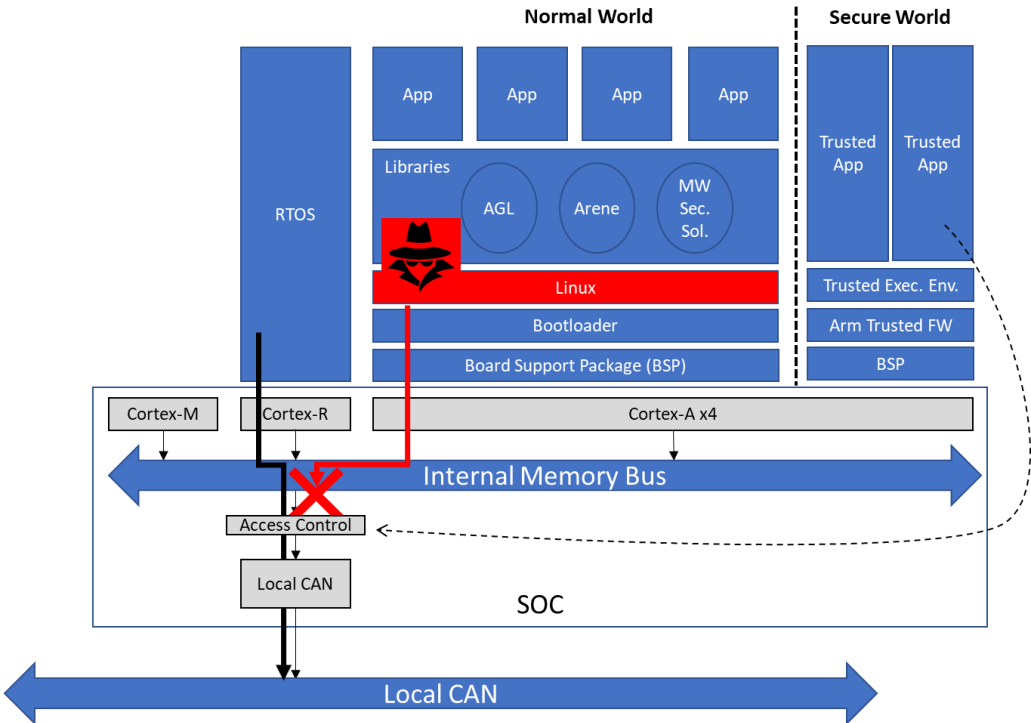 Normal World
Secure World
App
App
App
App
Trusted
App
Trusted
App
RTOS
Libraries
AGL
Arene
MW
Sec.
Sol.
Linux
Trusted Exec. Env.
Bootloader
Arm Trusted FW
Board Support Package (BSP)
BSP
Cortex-M
Cortex-R
Cortex-A x4
Internal Memory Bus
Access Control
Local CAN
SOC
Local CAN